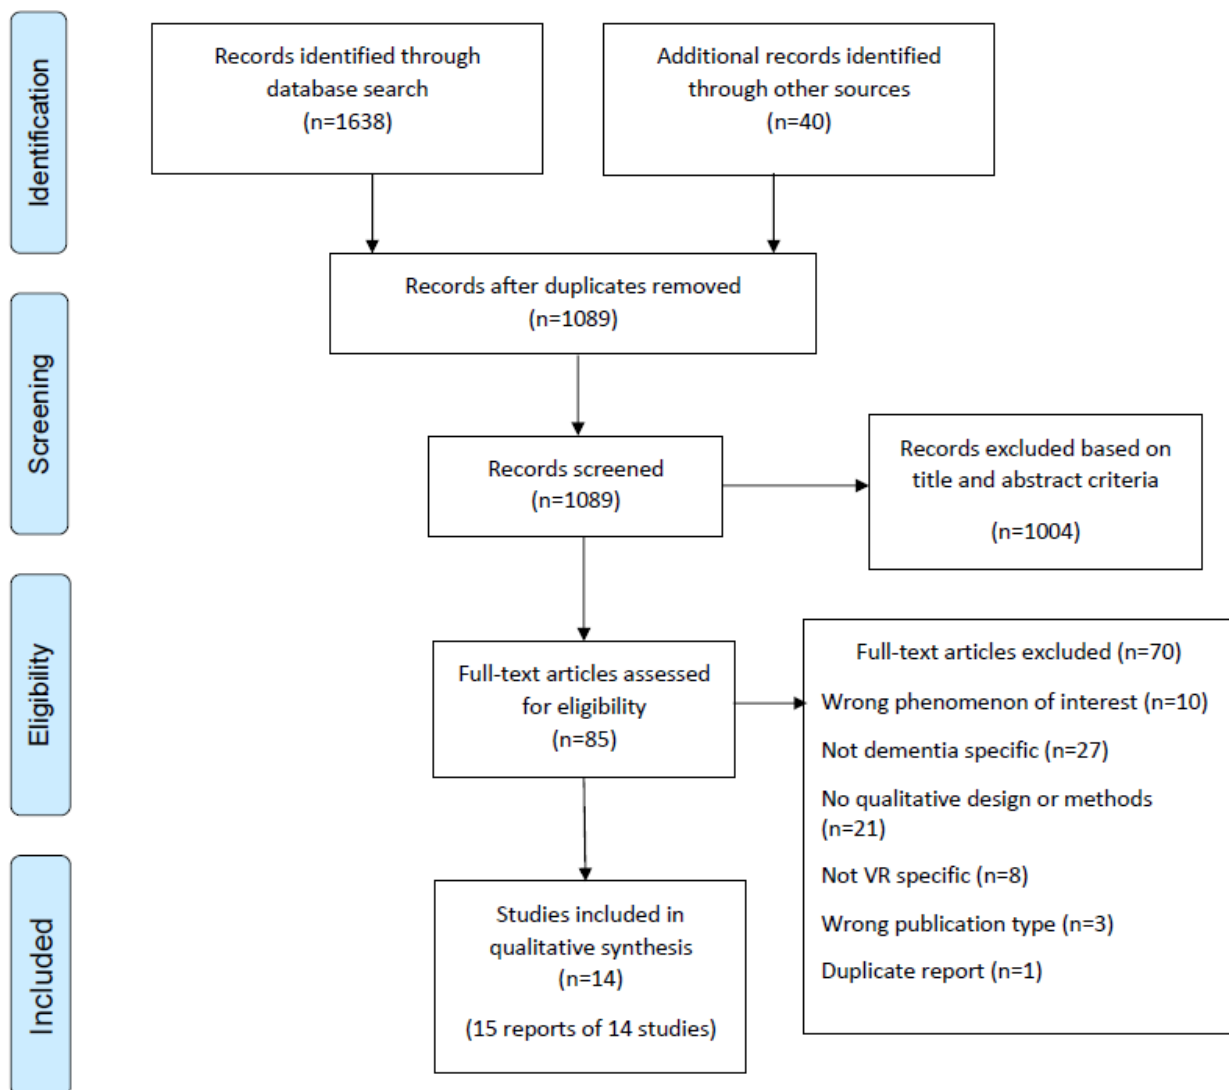 Identification
Records identified through
database search
(n=1638)
Additional records identified
through other sources
(n=40)
Records after duplicates removed
(n=1089)
Screening
Records screened
(n=1089)
Records excluded based on
title and abstract criteria
(n=1004)
Eligibility
Full-text articles assessed
for eligibility
(n=85)
Full-text articles excluded (n=70)
Wrong phenomenon of interest (n=10)
Not dementia specific (n=27)
No qualitative design or methods
(n=21)
Not VR specific (n=8)
Wrong publication type (n=3)
Duplicate report (n=1)
Included
Studies included in
qualitative synthesis
(n=14)
(15 reports of 14 studies)